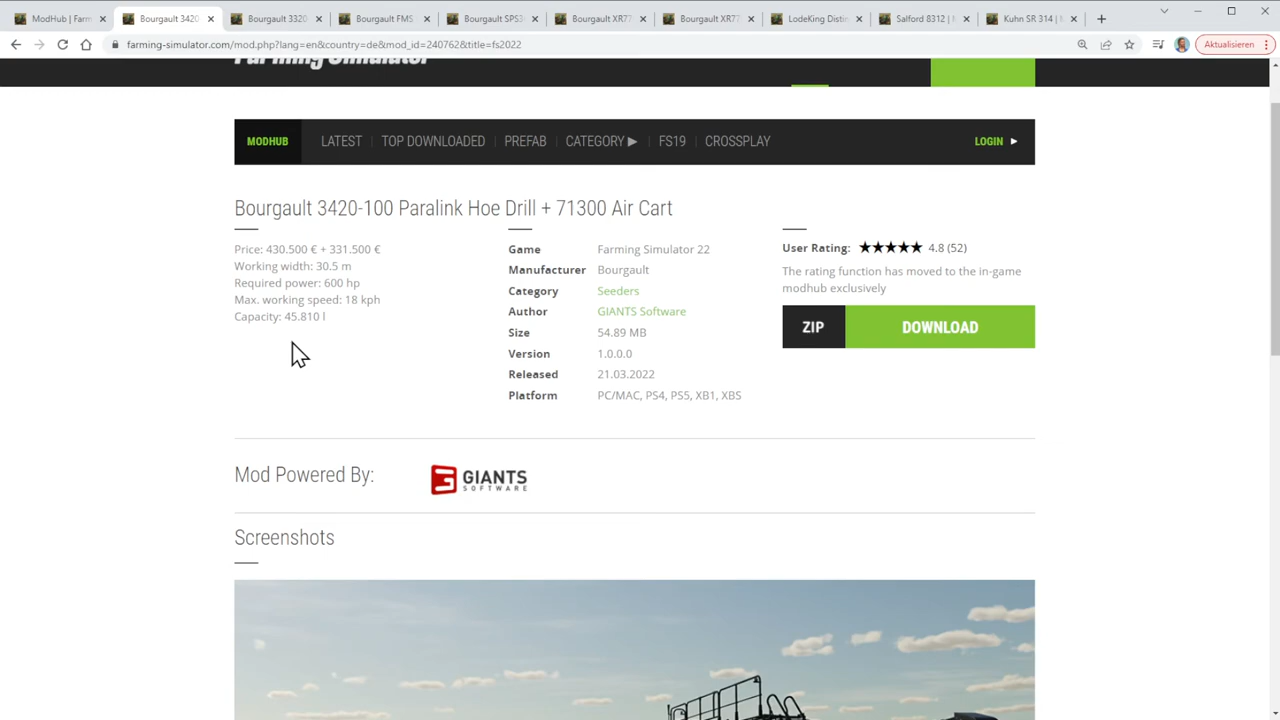 ModHub | Farm
Bourgault 3420
Bourgault 3320
Bourgault FMS
Bourgault SPS3
Bourgault XR77
Bourgault XR77
LodeKing Distin
Salford 8312 |
Kuhn SR 314 |
farming-simulator.com/mod.php?lang=en&country=de&mod_id=240762&title=fs2022
Aktualisieren
Farming Simulator
MODHUB
LATEST
TOP DOWNLOADED
PREFAB
CATEGORY ▶
FS19
CROSSPLAY
LOGIN ▶
Bourgault 3420-100 Paralink Hoe Drill + 71300 Air Cart
Price: 430.500 € + 331.500 €
Working width: 30.5 m
Required power: 600 hp
Max. working speed: 18 kph
Capacity: 45.810 l
Game Farming Simulator 22
Manufacturer Bourgault
Category Seeders
Author GIANTS Software
Size 54.89 MB
Version 1.0.0.0
Released 21.03.2022
Platform PC/MAC, PS4, PS5, XB1, XBS
User Rating: ★★★★★ 4.8 (52)
The rating function has moved to the in-game
modhub exclusively
ZIP DOWNLOAD
Mod Powered By:
GIANTS
SOFTWARE
Screenshots